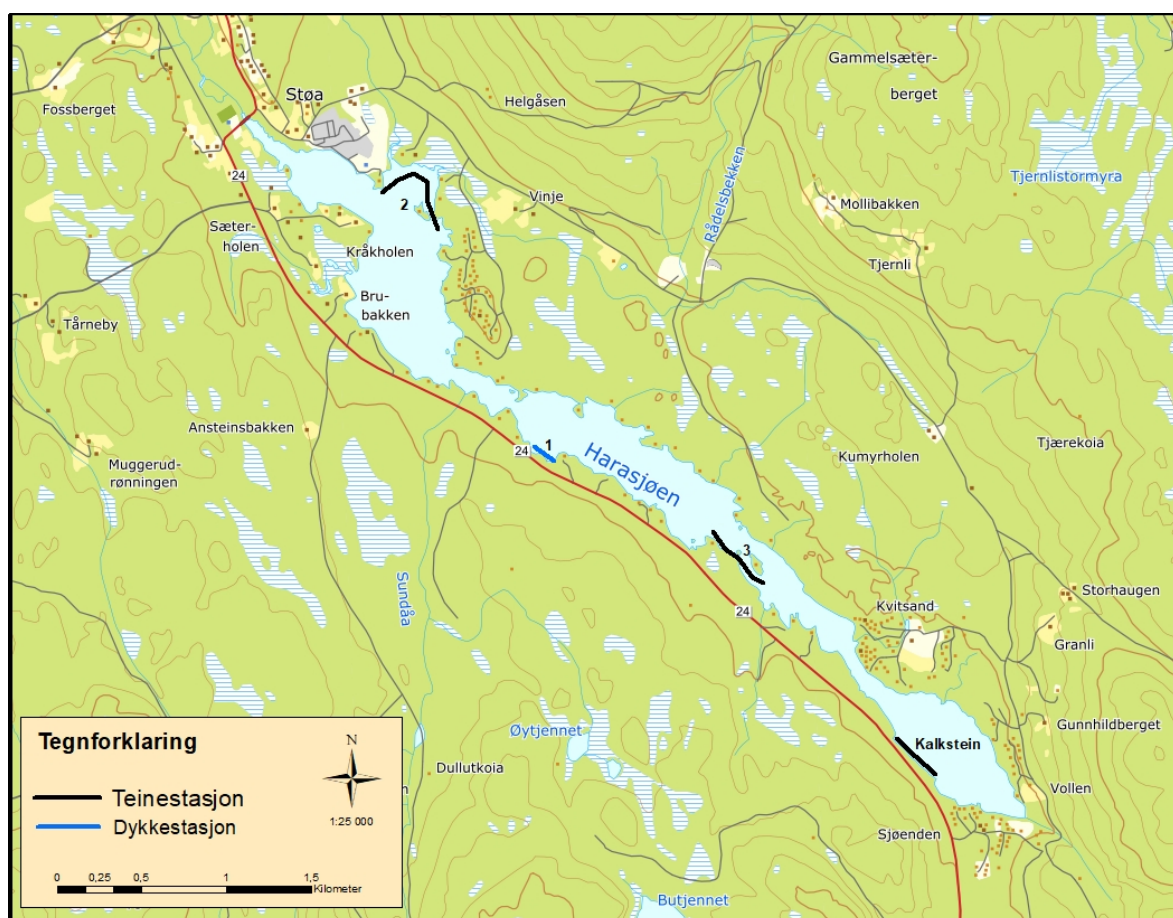 Fossberget
Støa
Helgåsen
Gammelsæter-
berget
24
Rådelsbekken
Tjernlistormyra
2
Vinje
Mollibakken
Sæter-
holen
Kråkholen
Tjernli
Bru-
bakken
Tårneby
Ansteinsbakken
24
1
Harasjøen
Tjærekoia
Kumyrholen
Muggerud-
rønningen
3
Sundåa
24
Kvitsand
Storhaugen
Granli
Øytjennet
Gunnhildberget
Kalkstein
Dullutkoia
Vollen
Sjøenden
Butjennet
Tegnforklaring
N
Teinestasjon
Dykkestasjon
1:25 000
0 0,25 0,5 1 1,5
Kilometer